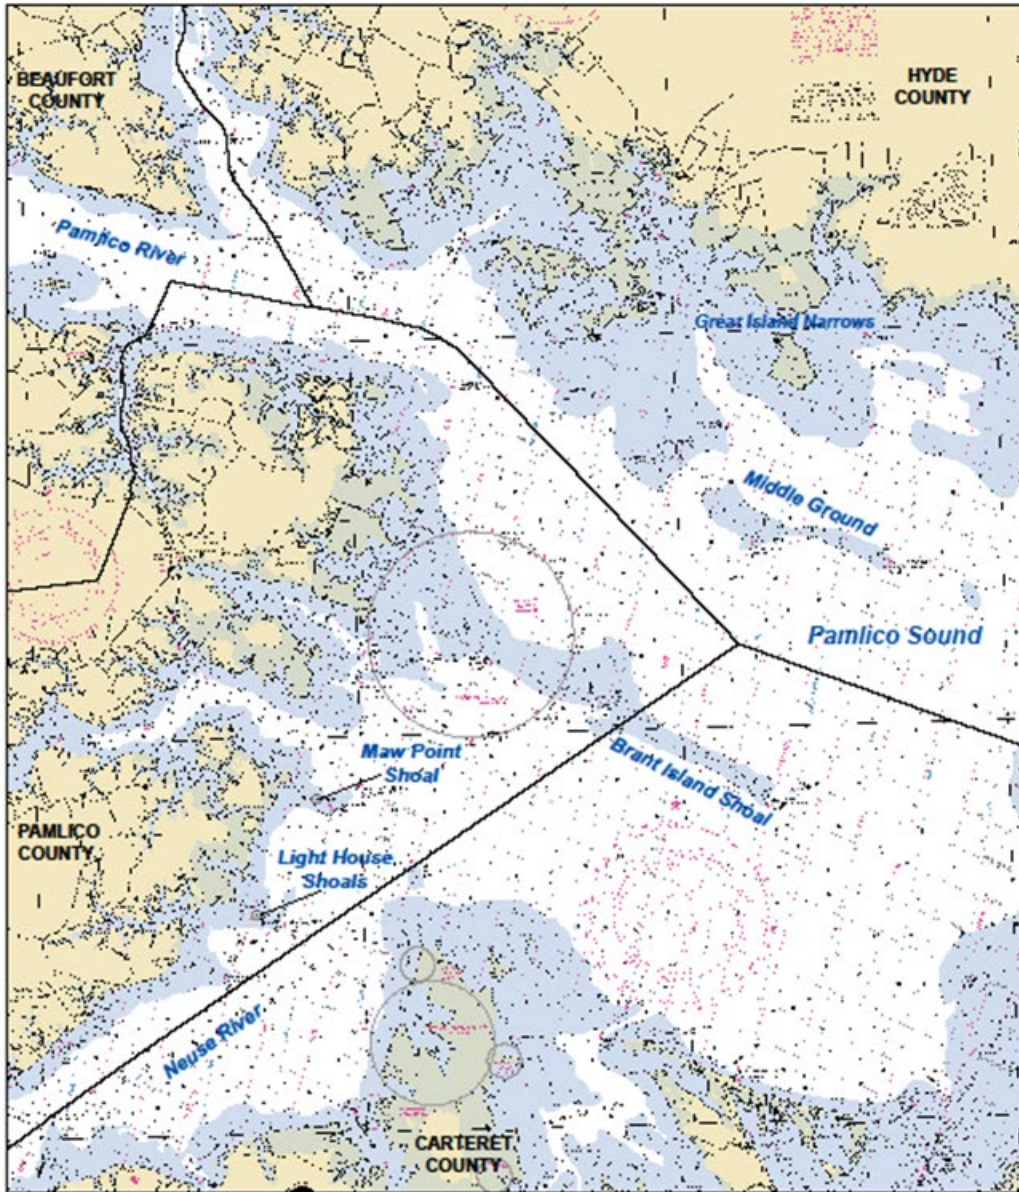 BEAUFORT
COUNTY
HYDE
COUNTY
Pamlico River
Great Island Narrows
Middle Ground
Pamlico Sound
Brant Island Shoal
Maw Point
Shoal
PAMLICO
COUNTY
Light House
Shoals
Neuse River
CARTERET
COUNTY